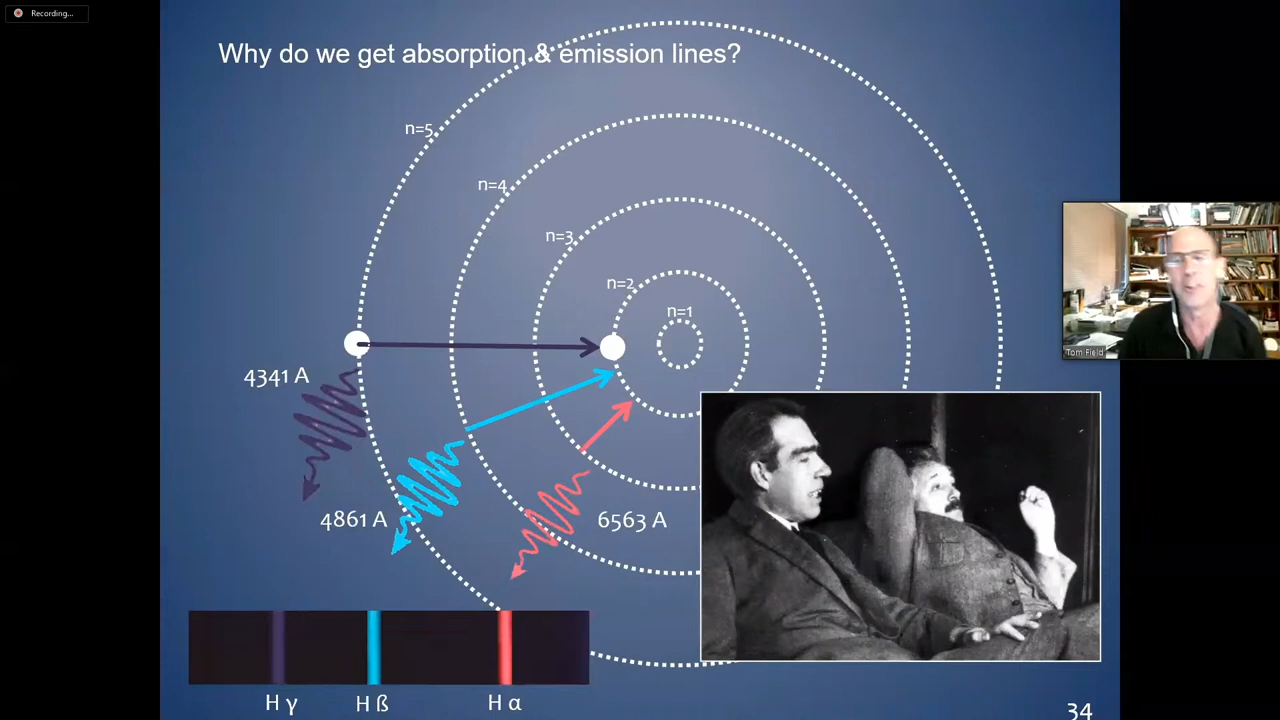 Recording...
Why do we get absorption & emission lines?
n=5
n=4
n=3
n=2
n=1
4341 A
Tom Field
4861 A
6563 A
H γ
H ß
H α
34